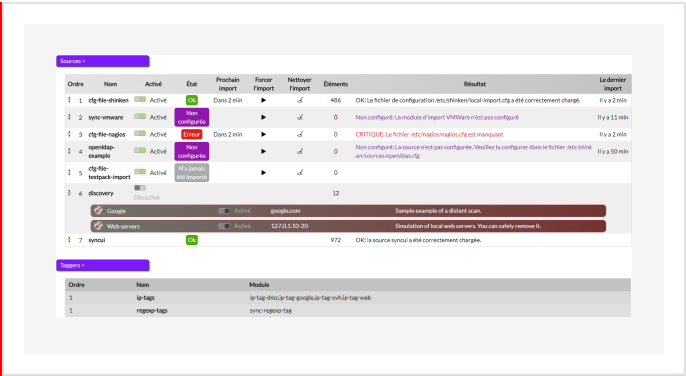 Sources >
Ordre Nom Activé État Prochain import Forcer l'import Nettoyer l'import Éléments Résultat Le dernier import
1 cfg-file-shinken Activé Ok Dans 2 min 486 OK: Le fichier de configuration /etc/shinken/local-import.cfg a été correctement chargé. Il y a 2 min
2 sync-vmware Activé Non configurée 0 Non configuré: Le module d'import VMWare n'est pas configuré Il y a 11 min
3 cfg-file-nagios Activé Erreur Dans 2 min 0 CRITIQUE: Le fichier /etc/nagios/nagios.cfg est manquant Il y a 2 min
4 openldap-example Activé Non configurée 0 Non configuré: La source n'est pas configurée. Veuillez la configurer dans le fichier /etc/shinken/sources/openldap.cfg Il y a 50 min
5 cfg-file-testpack-import Activé N'a jamais été importé 0
6 discovery Désactivé 12
Google Activé google.com Sample example of a distant scan.
Web servers Activé 127.0.1.10-20 Simulation of local web servers. You can safely remove it.
7 syncui Ok 972 OK: la source syncui a été correctement chargée.
Taggers >
Ordre Nom Module
1 ip-tags ip-tag-dmz,ip-tag-google,ip-tag-ovh,ip-tag-web
1 regexp-tags sync-regexp-tag